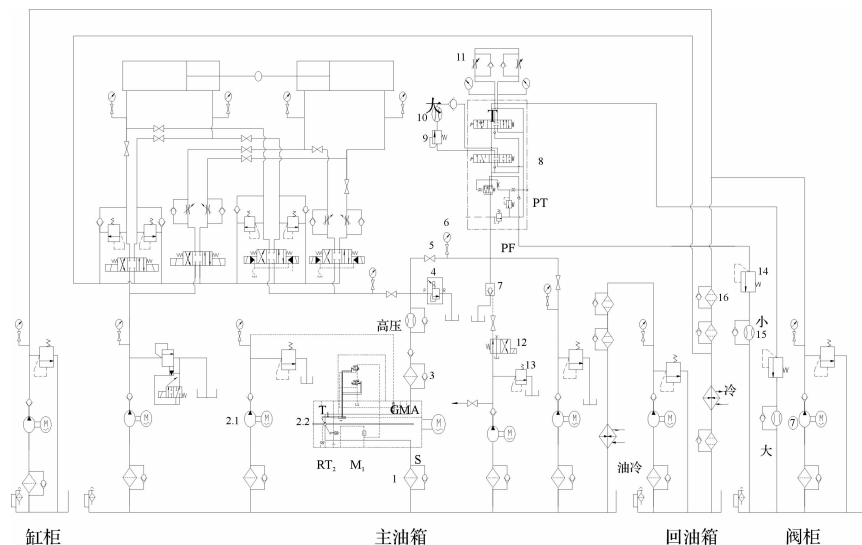 11
大
10
T
9
8
PT
6
5
PF
4
7
14
16
高压
小
15
12
13
3
冷
T
GMA
2.1
2.2
7
M
M
M
M
M
M
M
大
S
RT₂
M₁
1
油冷
缸柜
主油箱
回油箱
阀柜